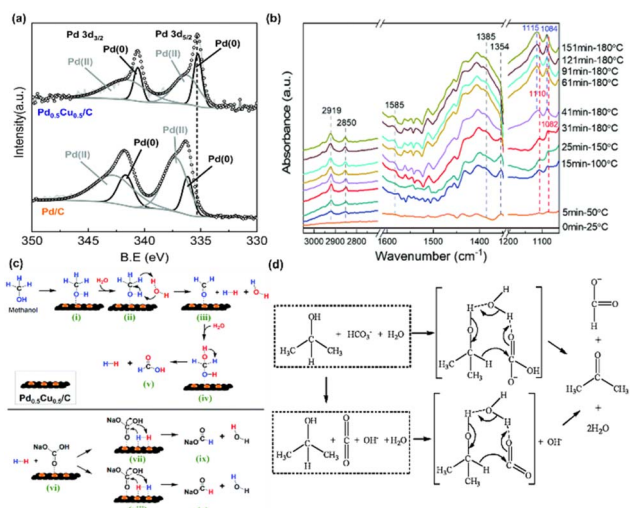 (a)
Pd 3d3/2
Pd 3d5/2
Pd(0)
Pd(0)
Pd(II)
Pd(II)
Pd0.5Cu0.5/C
Pd(II)
Pd(0)
Pd(II)
Pd(0)
Pd/C
Intensity(a.u.)
350 345 340 335 330
B.E (eV)
(b)
1115 1084
1385
1354
2919
2850
1585
1110
1082
151min-180°C
121min-180°C
91min-180°C
61min-180°C
41min-180°C
31min-180°C
25min-150°C
15min-100°C
5min-50°C
0min-25°C
Absorbance (a.u.)
3000 2900 2800 1600 1500 1400 1300 1200 1100
Wavenumber (cm-1)
(c)
Methanol
(i)
H2O
(ii)
(iii)
H2O
(iv)
(v)
Pd0.5Cu0.5/C
NaO
(vi)
NaO
(vii)
NaO
(ix)
NaO
NaO
(d)
OH
H3C CH3
H
+ HCO3- + H2O
OH
H3C CH3
H
+ C + OH- + H2O
+ OH-
+
H3C CH3
+
2H2O